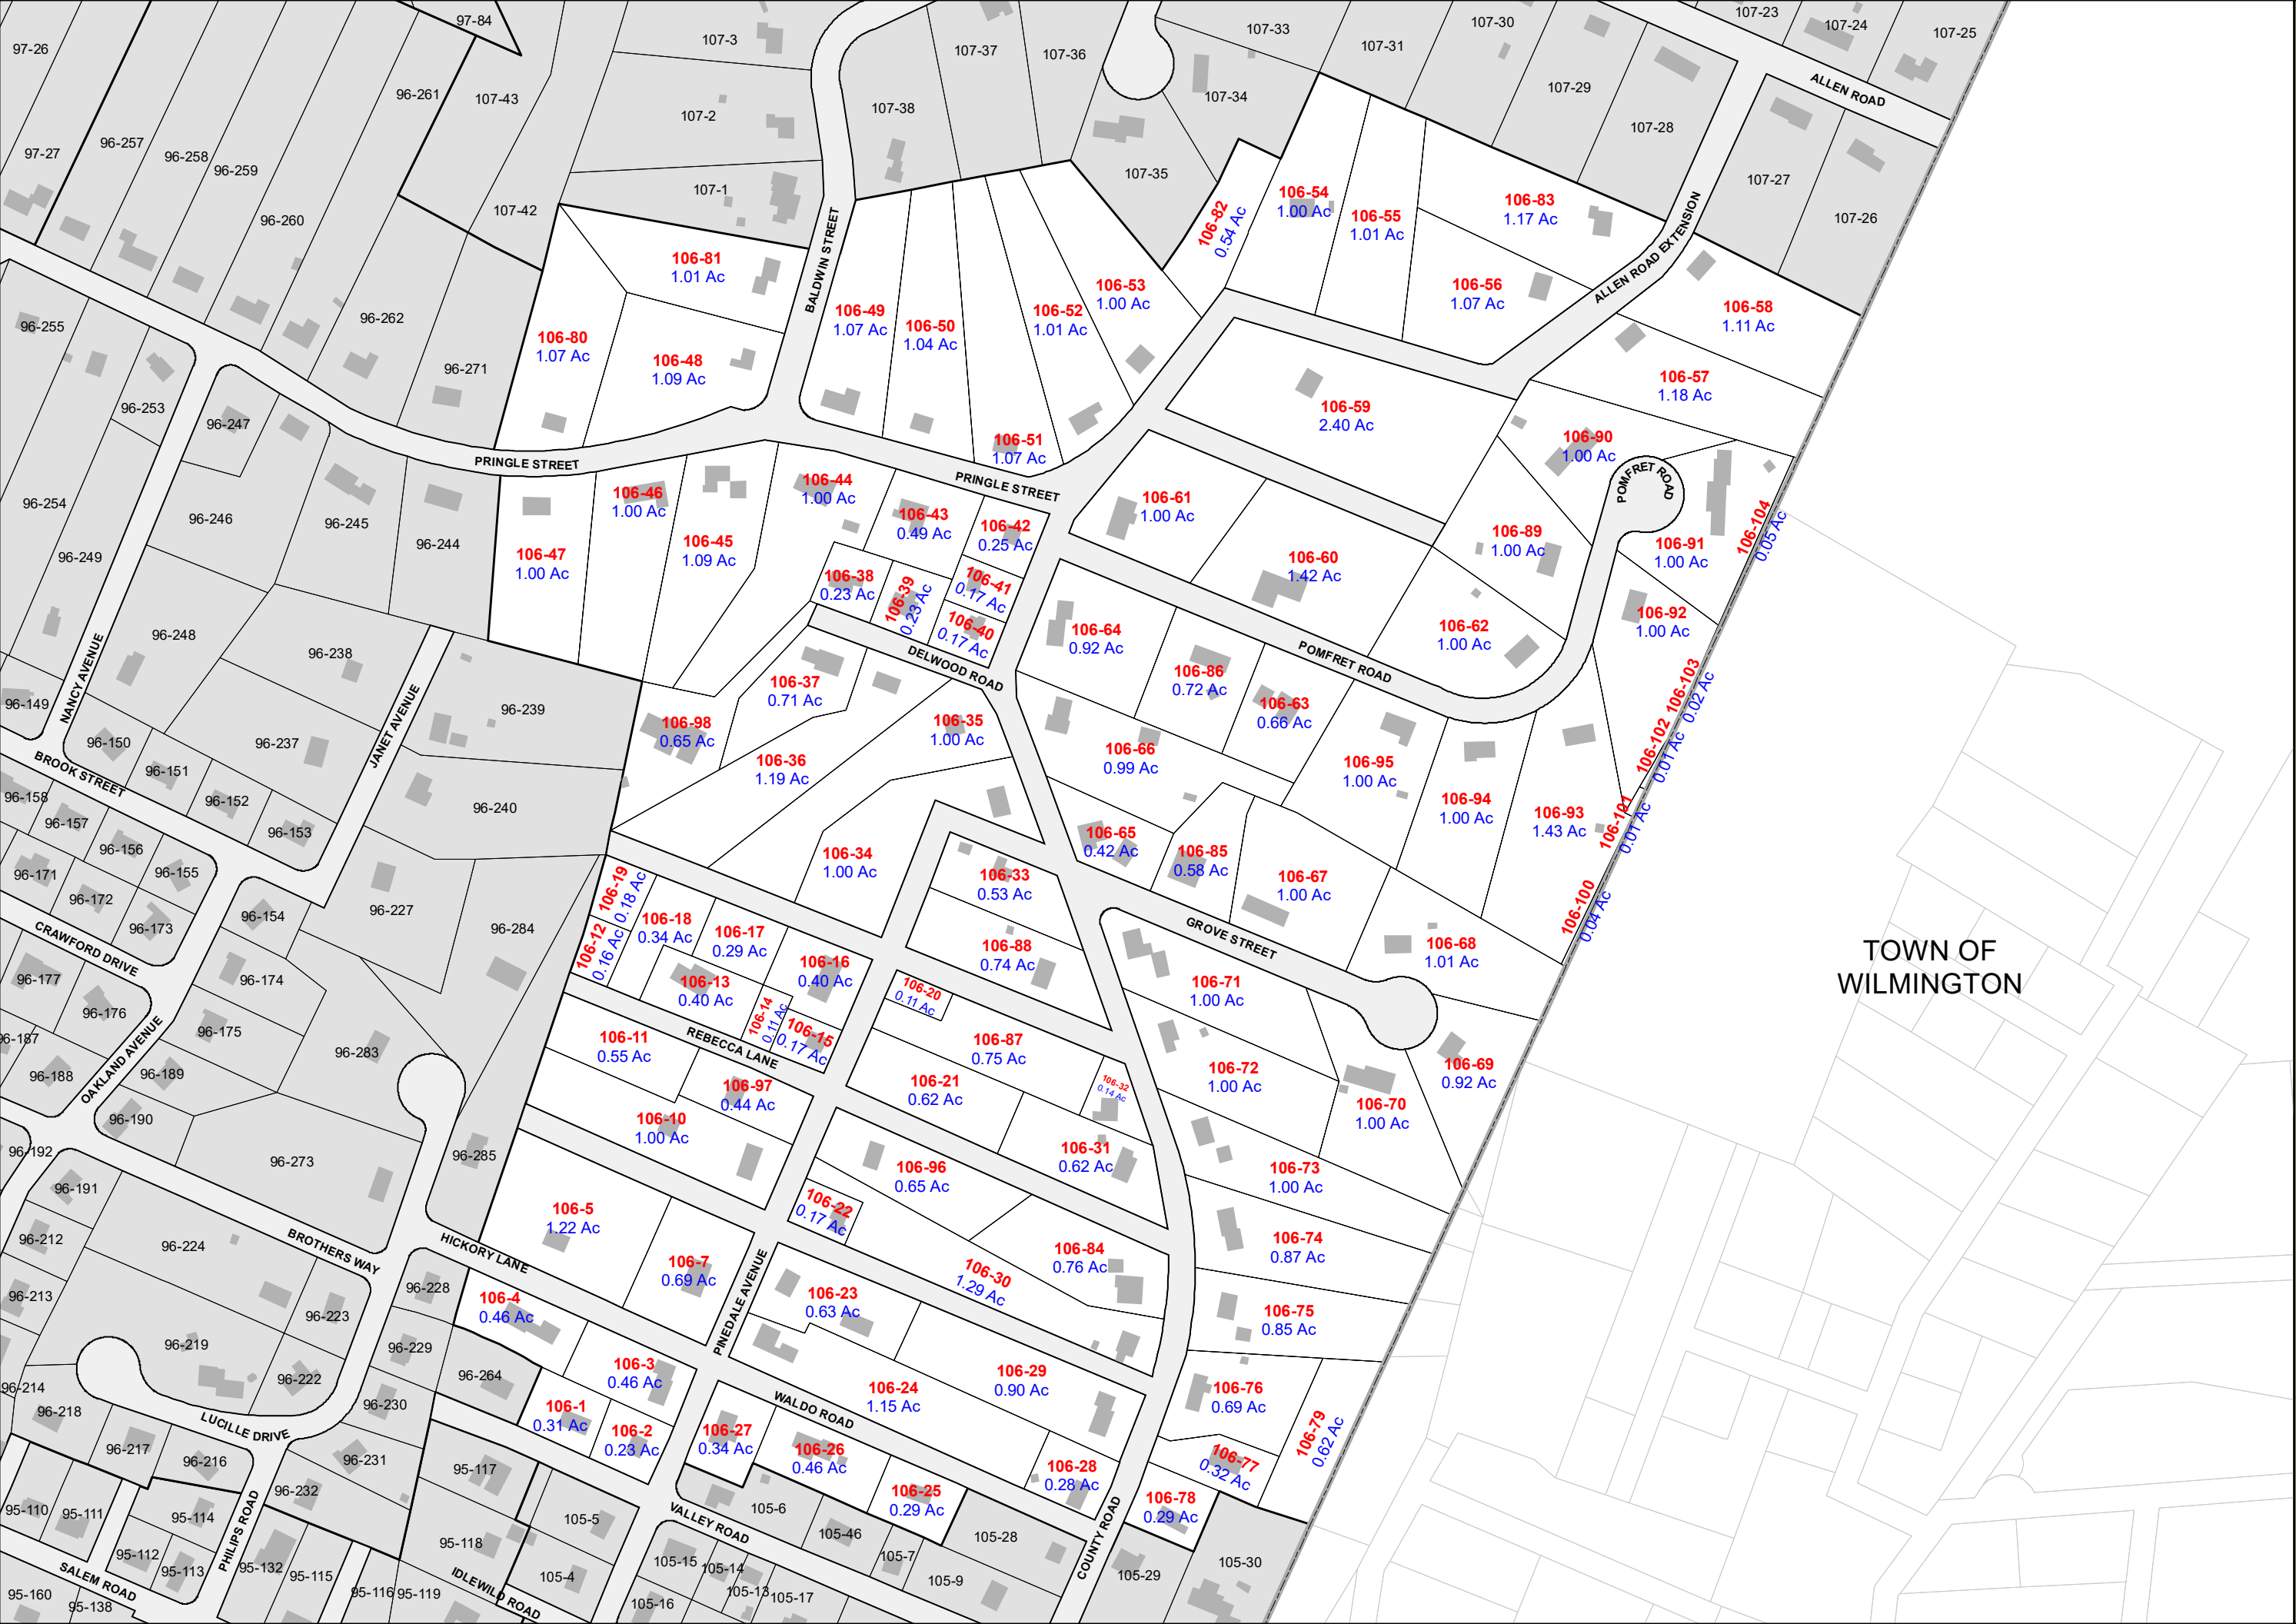 97-84
97-26
107-3
107-37
107-36
107-33
107-31
107-30
107-23
107-24
107-25
ALLEN ROAD
96-261
107-43
107-2
107-38
107-34
107-29
107-28
97-27
96-257
96-258
96-259
96-260
107-42
107-1
107-35
107-27
107-26
106-82
0.54 Ac
106-54
1.00 Ac
106-55
1.01 Ac
106-83
1.17 Ac
ALLEN ROAD EXTENSION
BALDWIN STREET
106-81
1.01 Ac
106-80
1.07 Ac
106-48
1.09 Ac
106-49
1.07 Ac
106-50
1.04 Ac
106-52
1.01 Ac
106-53
1.00 Ac
106-56
1.07 Ac
106-58
1.11 Ac
106-57
1.18 Ac
96-255
96-262
96-271
96-253
96-247
106-59
2.40 Ac
106-51
1.07 Ac
106-90
1.00 Ac
POMFRET ROAD
PRINGLE STREET
PRINGLE STREET
96-254
96-246
96-245
96-244
96-249
106-47
1.00 Ac
106-46
1.00 Ac
106-45
1.09 Ac
106-44
1.00 Ac
106-43
0.49 Ac
106-42
0.25 Ac
106-61
1.00 Ac
106-60
1.42 Ac
106-89
1.00 Ac
106-91
1.00 Ac
106-104
0.05 Ac
106-38
0.23 Ac
106-39
0.23 Ac
106-41
0.17 Ac
106-40
0.17 Ac
DELWOOD ROAD
106-64
0.92 Ac
106-62
1.00 Ac
106-92
1.00 Ac
POMFRET ROAD
96-248
96-238
NANCY AVENUE
JANET AVENUE
96-239
96-149
96-150
96-151
96-152
96-153
96-237
96-240
BROOK STREET
106-37
0.71 Ac
106-98
0.65 Ac
106-36
1.19 Ac
106-35
1.00 Ac
106-86
0.72 Ac
106-63
0.66 Ac
106-66
0.99 Ac
106-95
1.00 Ac
106-94
1.00 Ac
106-93
1.43 Ac
106-103
0.02 Ac
106-102
0.01 Ac
106-101
0.01 Ac
106-100
0.04 Ac
96-158
96-157
96-156
96-155
96-171
96-172
96-173
96-154
96-227
96-284
CRAWFORD DRIVE
106-34
1.00 Ac
106-33
0.53 Ac
106-65
0.42 Ac
106-85
0.58 Ac
106-67
1.00 Ac
GROVE STREET
106-68
1.01 Ac
TOWN OF
WILMINGTON
106-19
0.18 Ac
106-12
0.16 Ac
106-18
0.34 Ac
106-17
0.29 Ac
106-16
0.40 Ac
106-13
0.40 Ac
106-14
0.11 Ac
106-15
0.17 Ac
106-88
0.74 Ac
106-20
0.11 Ac
106-71
1.00 Ac
96-177
96-176
96-174
96-175
96-187
96-188
96-189
96-190
96-283
OAKLAND AVENUE
REBECCA LANE
106-11
0.55 Ac
106-97
0.44 Ac
106-10
1.00 Ac
106-87
0.75 Ac
106-21
0.62 Ac
106-32
0.14 Ac
106-31
0.62 Ac
106-72
1.00 Ac
106-69
0.92 Ac
106-70
1.00 Ac
106-73
1.00 Ac
96-192
96-191
96-273
96-285
96-212
96-224
BROTHERS WAY
HICKORY LANE
106-5
1.22 Ac
106-7
0.69 Ac
106-96
0.65 Ac
106-22
0.17 Ac
106-84
0.76 Ac
106-30
1.29 Ac
106-74
0.87 Ac
PINEDALE AVENUE
106-23
0.63 Ac
106-75
0.85 Ac
96-213
96-223
96-228
96-229
96-219
96-222
96-214
96-218
96-264
96-230
106-4
0.46 Ac
106-3
0.46 Ac
106-1
0.31 Ac
106-2
0.23 Ac
106-24
1.15 Ac
106-29
0.90 Ac
106-76
0.69 Ac
106-79
0.62 Ac
WALDO ROAD
LUCILLE DRIVE
96-217
96-216
96-231
96-232
106-27
0.34 Ac
106-26
0.46 Ac
106-25
0.29 Ac
106-28
0.28 Ac
106-77
0.32 Ac
106-78
0.29 Ac
95-110
95-111
95-114
95-112
95-113
95-117
95-118
105-5
105-4
105-6
105-46
105-7
105-28
105-9
VALLEY ROAD
COUNTY ROAD
105-29
105-30
PHILIPS ROAD
SALEM ROAD
95-132
95-115
95-116
95-119
IDLEWILD ROAD
105-15
105-14
105-13
105-17
105-16
95-160
95-138